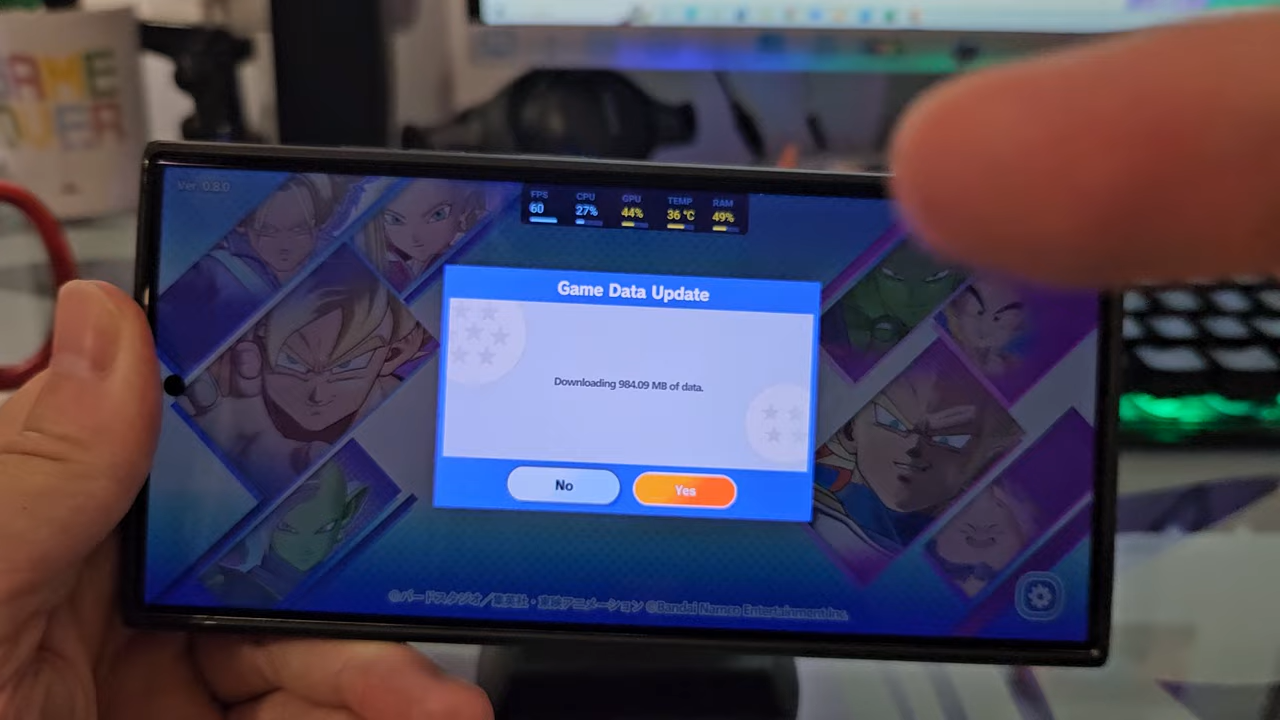 GAME
OVER
Ver. 0.8.0
FPS CPU GPU TEMP RAM
60 27% 44% 36 °C 49%
Game Data Update
Downloading 984.09 MB of data.
No Yes
©バードスタジオ／集英社・東映アニメーション ©Bandai Namco Entertainment Inc.